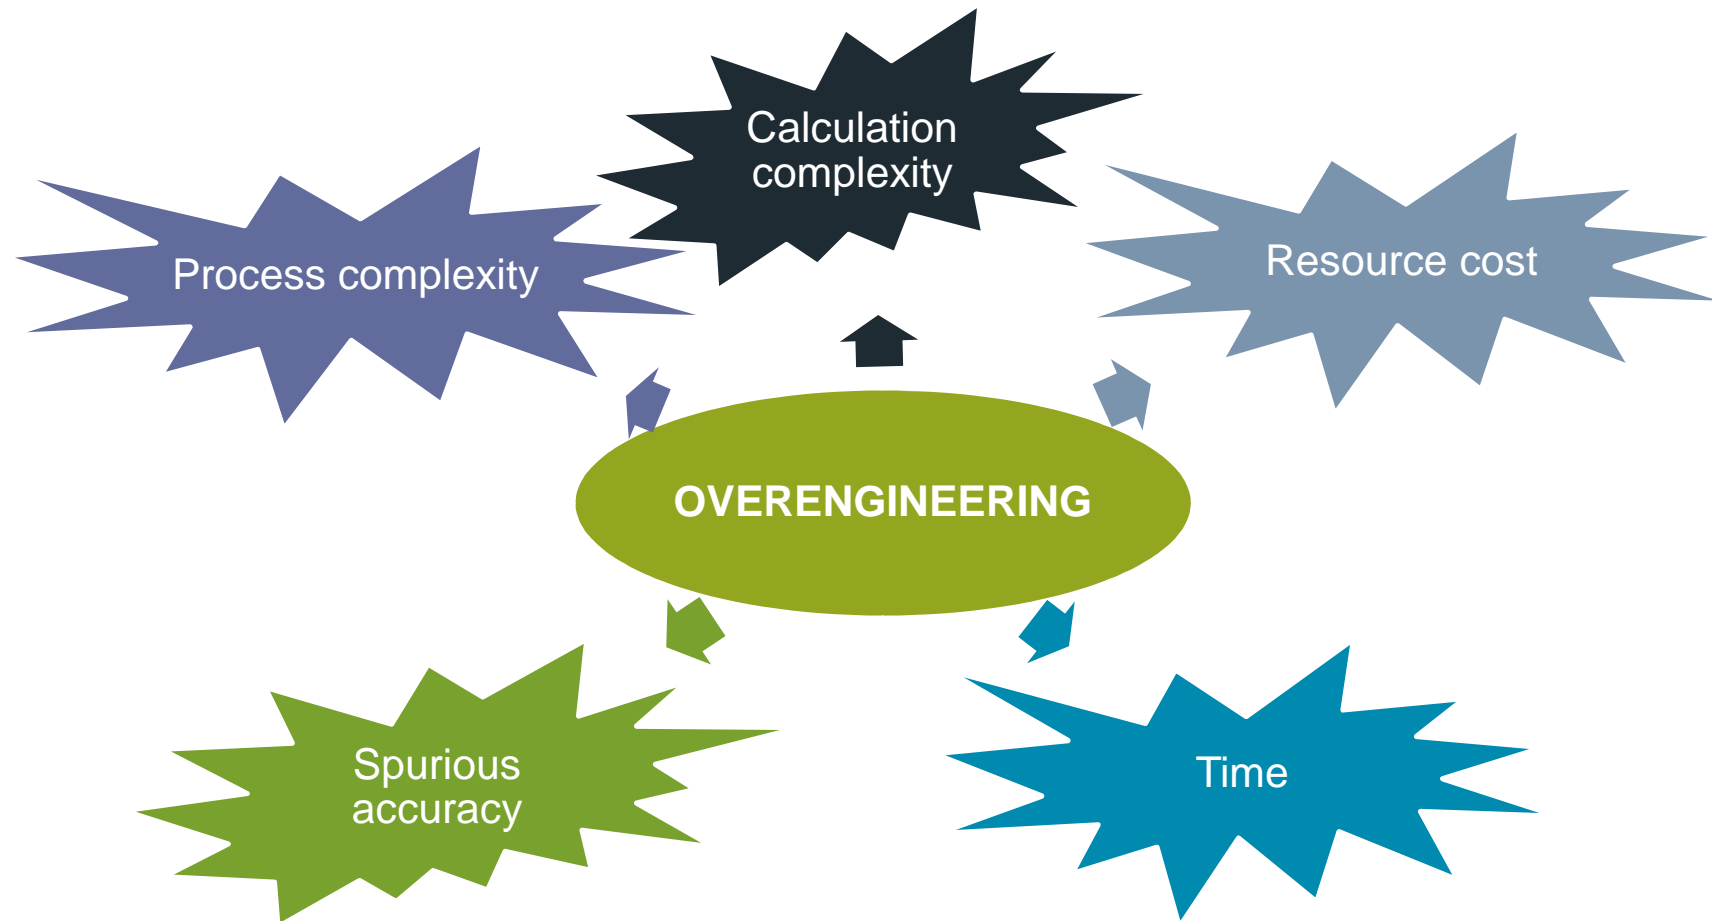 Calculation
complexity
Process complexity
Resource cost
OVERENGINEERING
Spurious
accuracy
Time